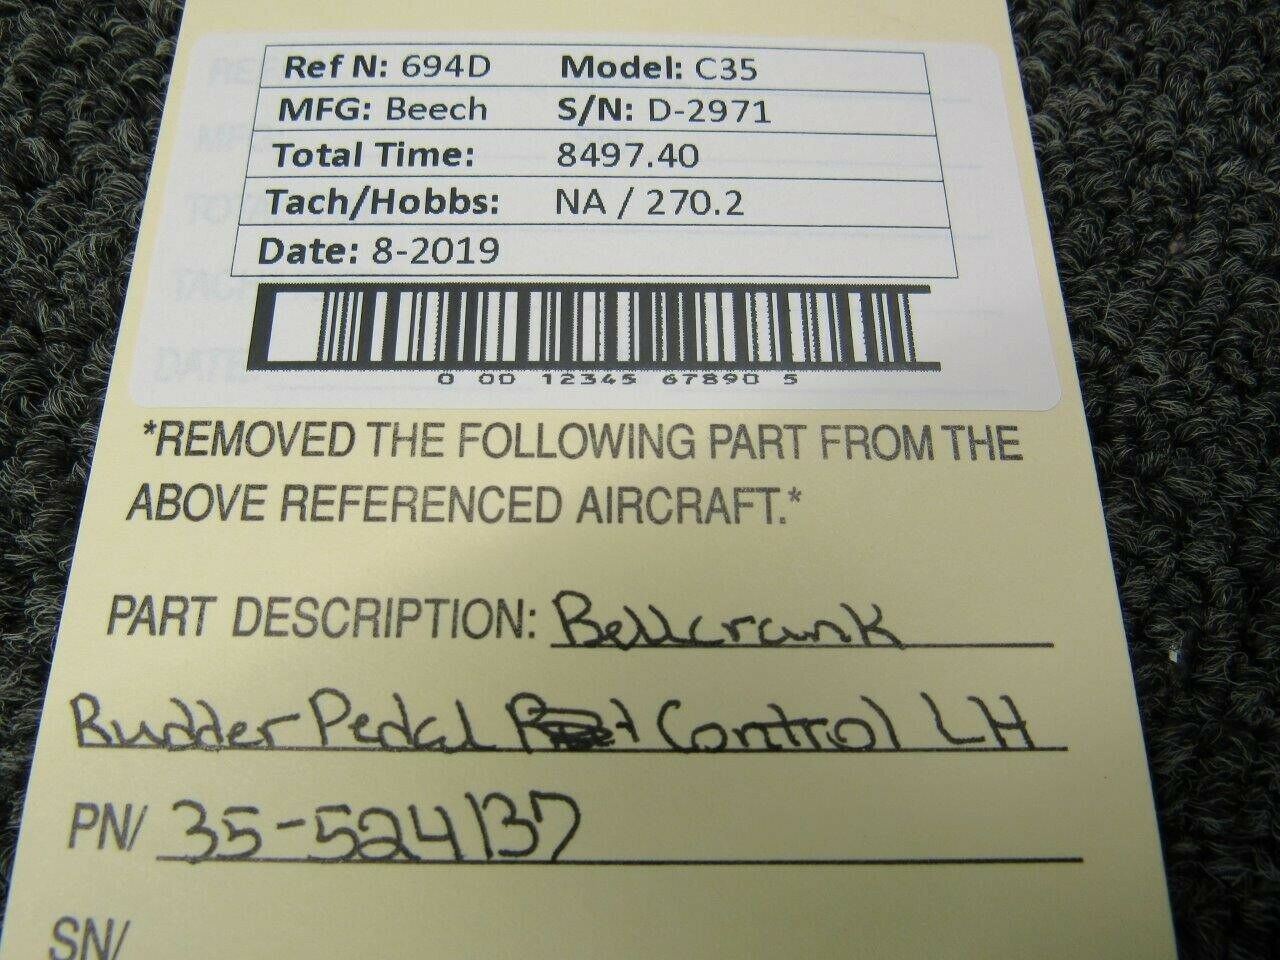 Ref N: 694D Model: C35
MFG: Beech S/N: D-2971
Total Time: 8497.40
Tach/Hobbs: NA / 270.2
Date: 8-2019
0 00 12345 67890 5
*REMOVED THE FOLLOWING PART FROM THE
ABOVE REFERENCED AIRCRAFT.*
PART DESCRIPTION: Bellcrank
Rudder Pedal Control LH
PN/ 35-524137
SN/